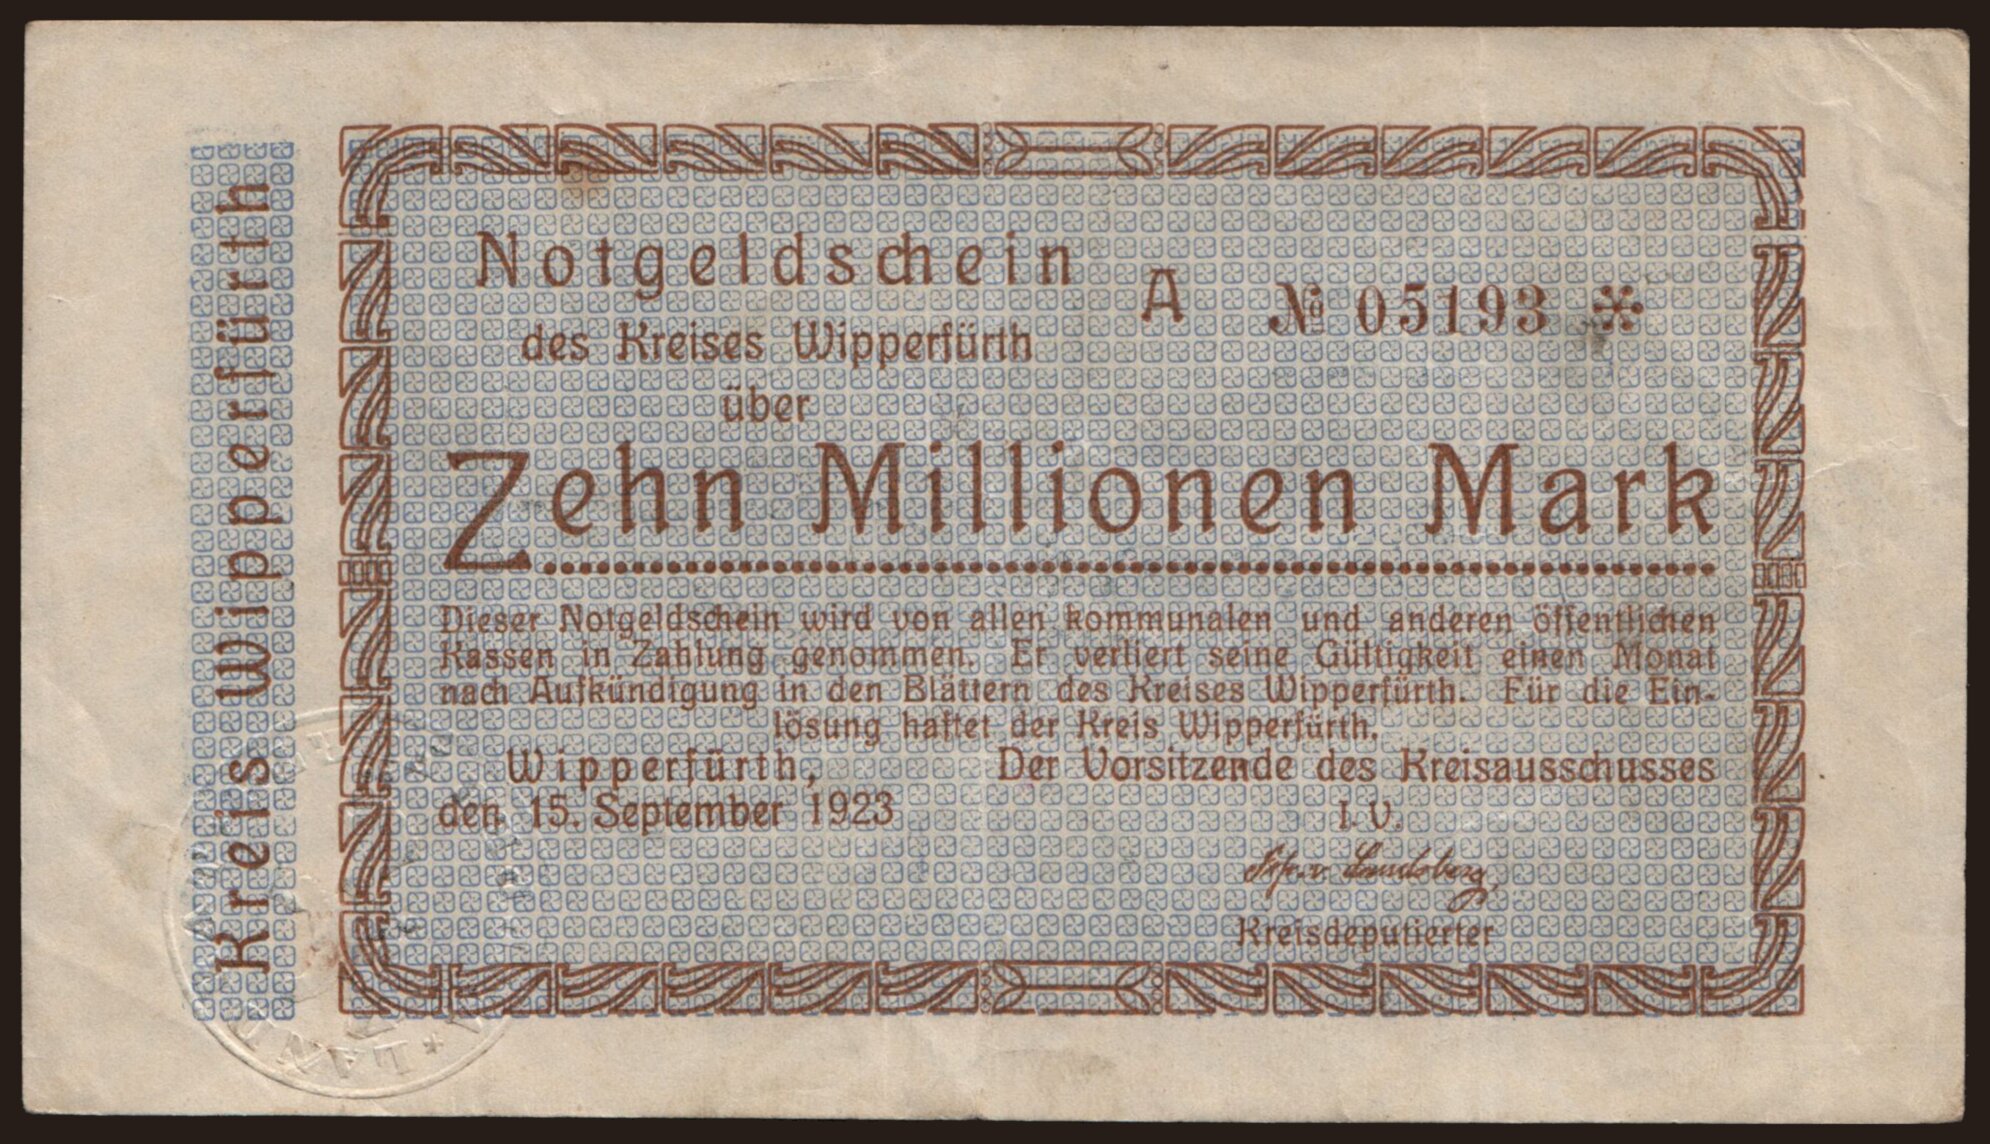 Kreis Wipperfürth
Notgeldschein
A № 05193 *
des Kreises Wipperfürth
über
Zehn Millionen Mark
Dieser Notgeldschein wird von allen kommunalen und anderen öffentlichen
Kassen in Zahlung genommen. Er verliert seine Gültigkeit einen Monat
nach Aufkündigung in den Blättern des Kreises Wipperfürth. Für die Ein-
lösung haftet der Kreis Wipperfürth.
Wipperfürth,
den 15. September 1923
Der Vorsitzende des Kreisausschusses
I. V.
Frhr. v. Landsberg,
Kreisdeputierter